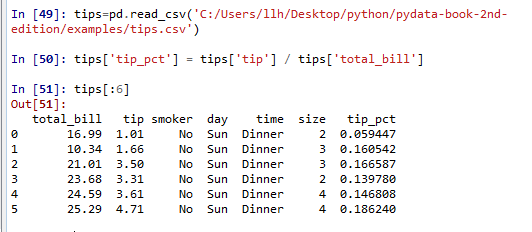 In [49]: tips=pd.read_csv('C:/Users/llh/Desktop/python/pydata-book-2nd-
edition/examples/tips.csv')
In [50]: tips['tip_pct'] = tips['tip'] / tips['total_bill']
In [51]: tips[:6]
Out[51]:
total_bill tip smoker day time size tip_pct
0 16.99 1.01 No Sun Dinner 2 0.059447
1 10.34 1.66 No Sun Dinner 3 0.160542
2 21.01 3.50 No Sun Dinner 3 0.166587
3 23.68 3.31 No Sun Dinner 2 0.139780
4 24.59 3.61 No Sun Dinner 4 0.146808
5 25.29 4.71 No Sun Dinner 4 0.186240